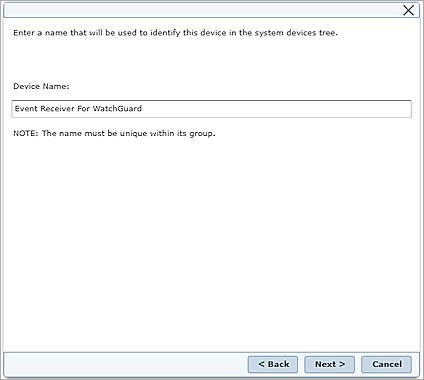 Enter a name that will be used to identify this device in the system devices tree.
Device Name:
Event Receiver For WatchGuard
NOTE: The name must be unique within its group.
< Back Next > Cancel